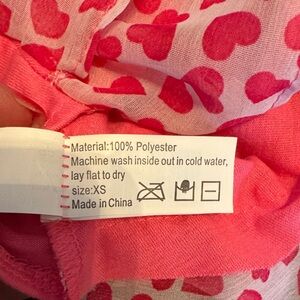 Material:100% Polyester
Machine wash inside out in cold water,
lay flat to dry
size:XS
Made in China